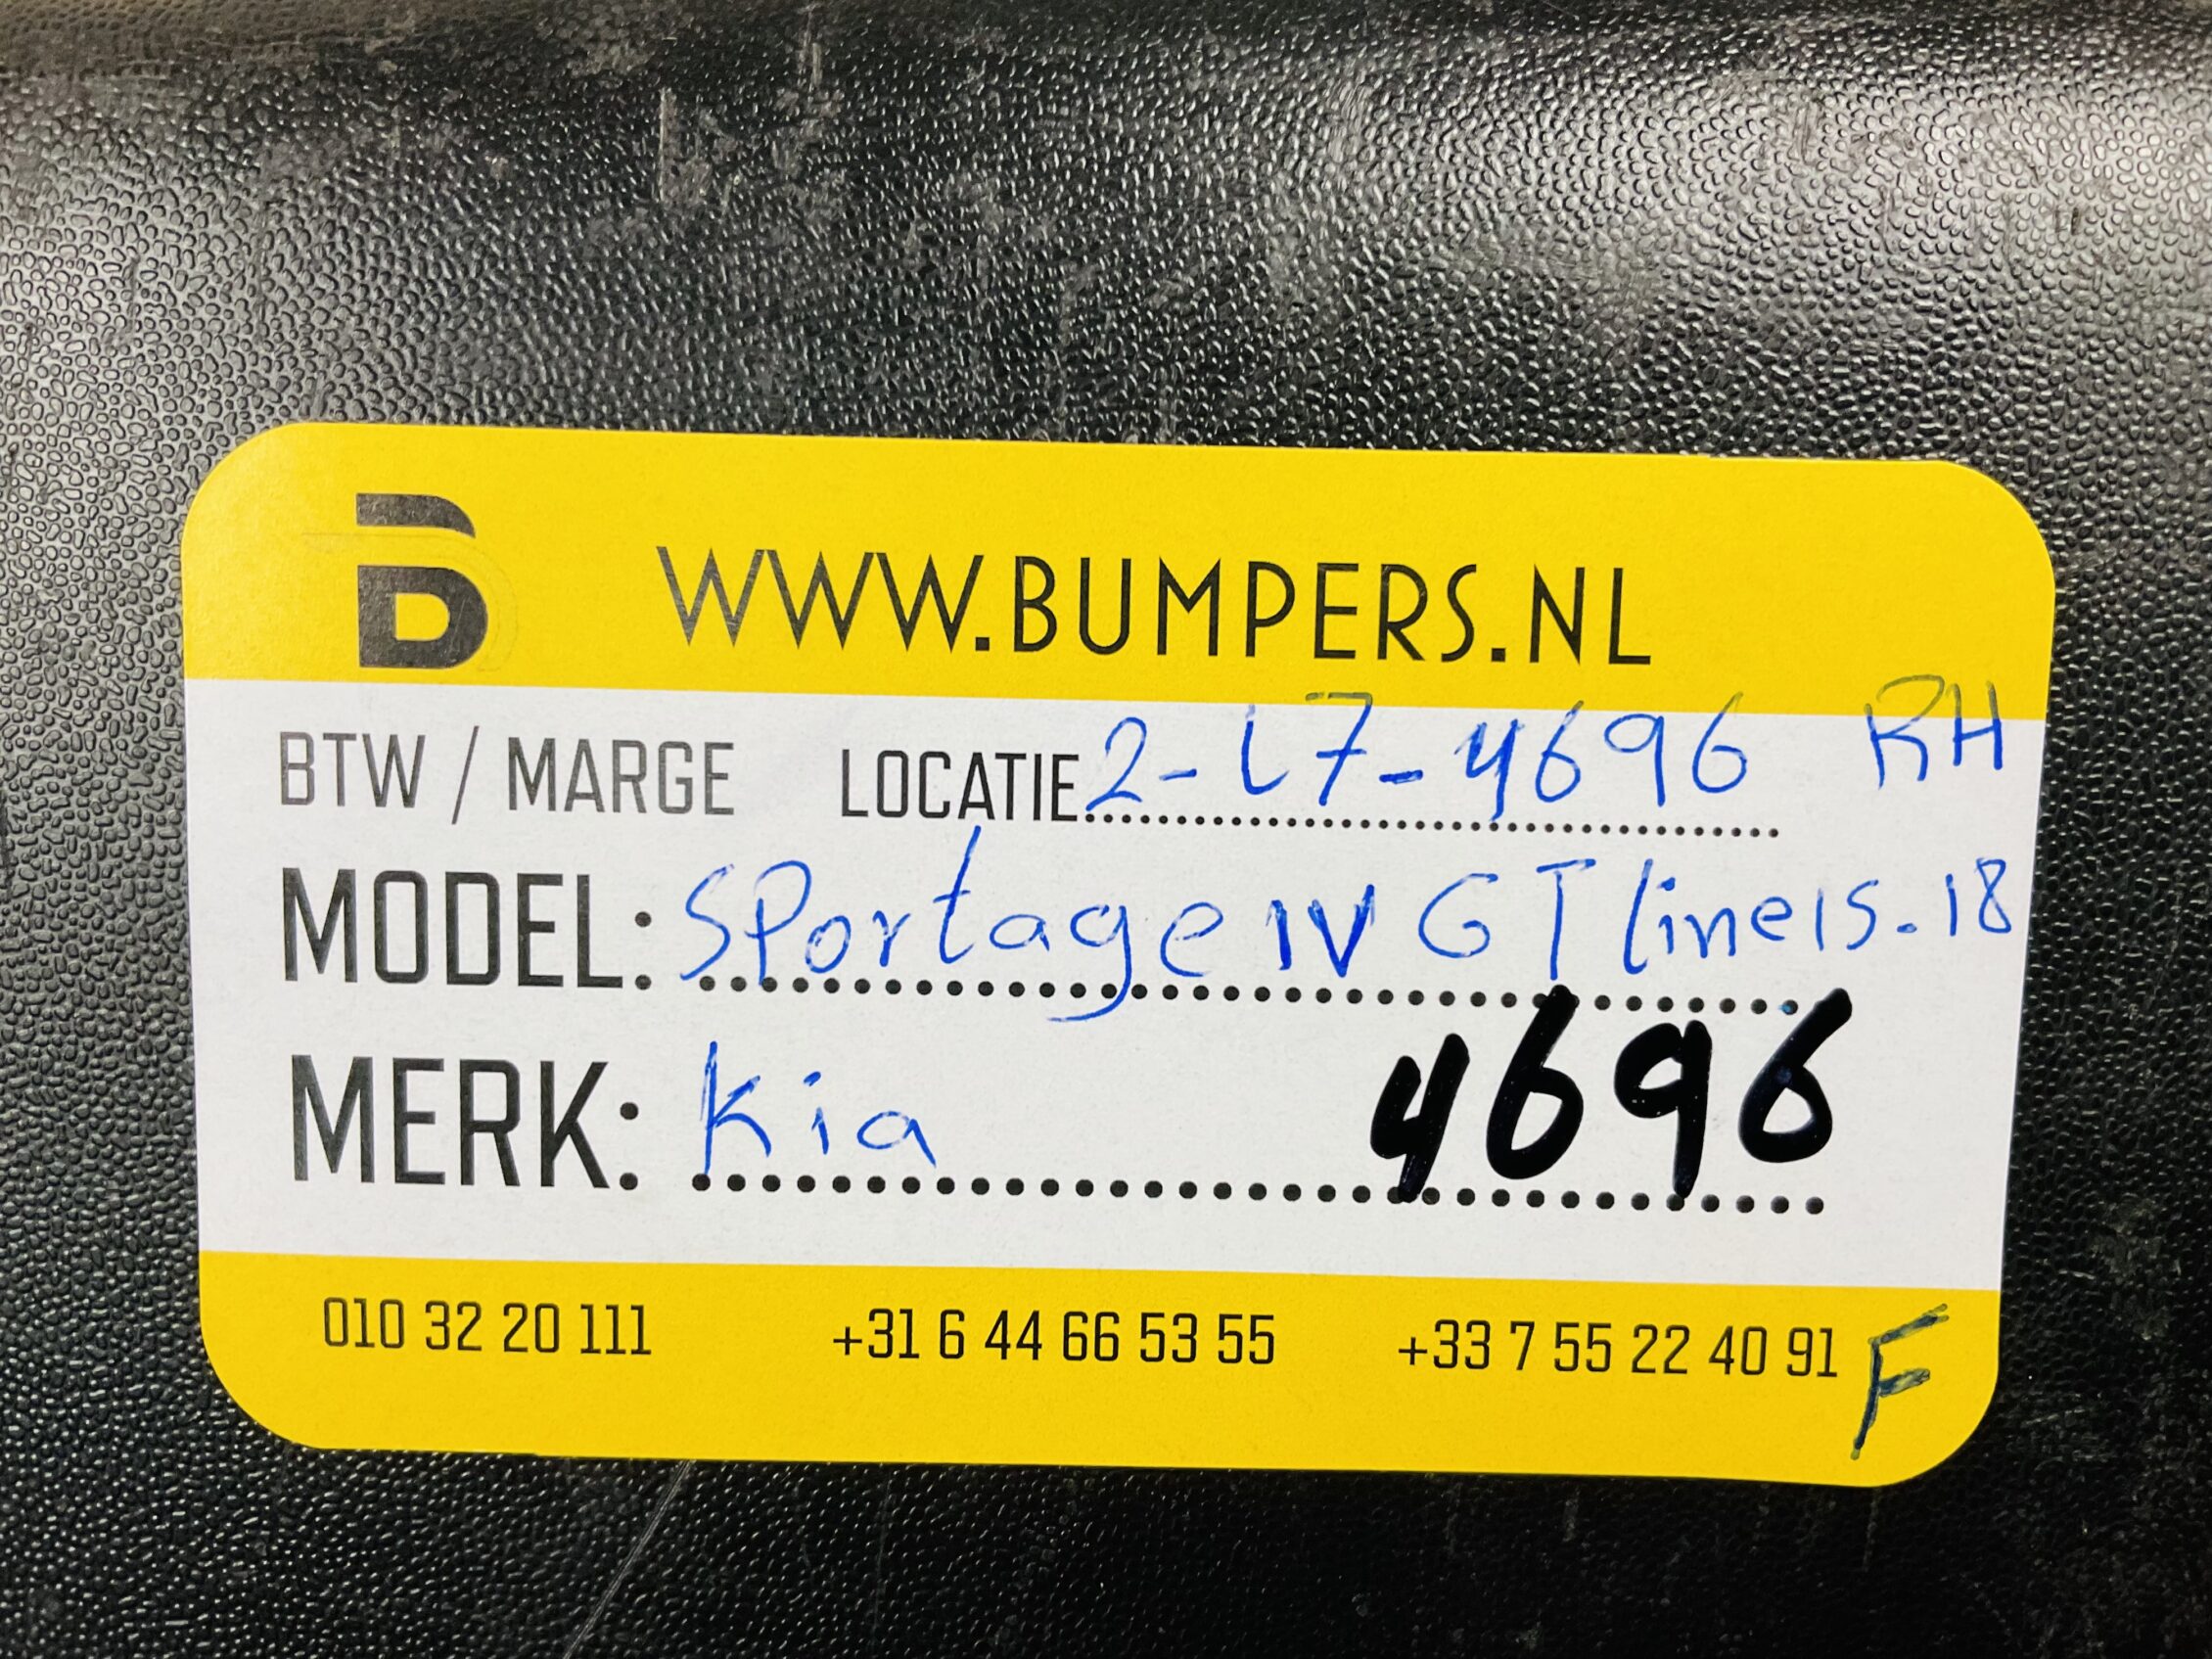 WWW.BUMPERS.NL
BTW / MARGE LOCATIE 2-L7-4696 RH
MODEL: SPortage IV GT line 15.18
MERK: Kia 4696
010 32 20 111 +31 6 44 66 53 55 +33 7 55 22 40 91 F